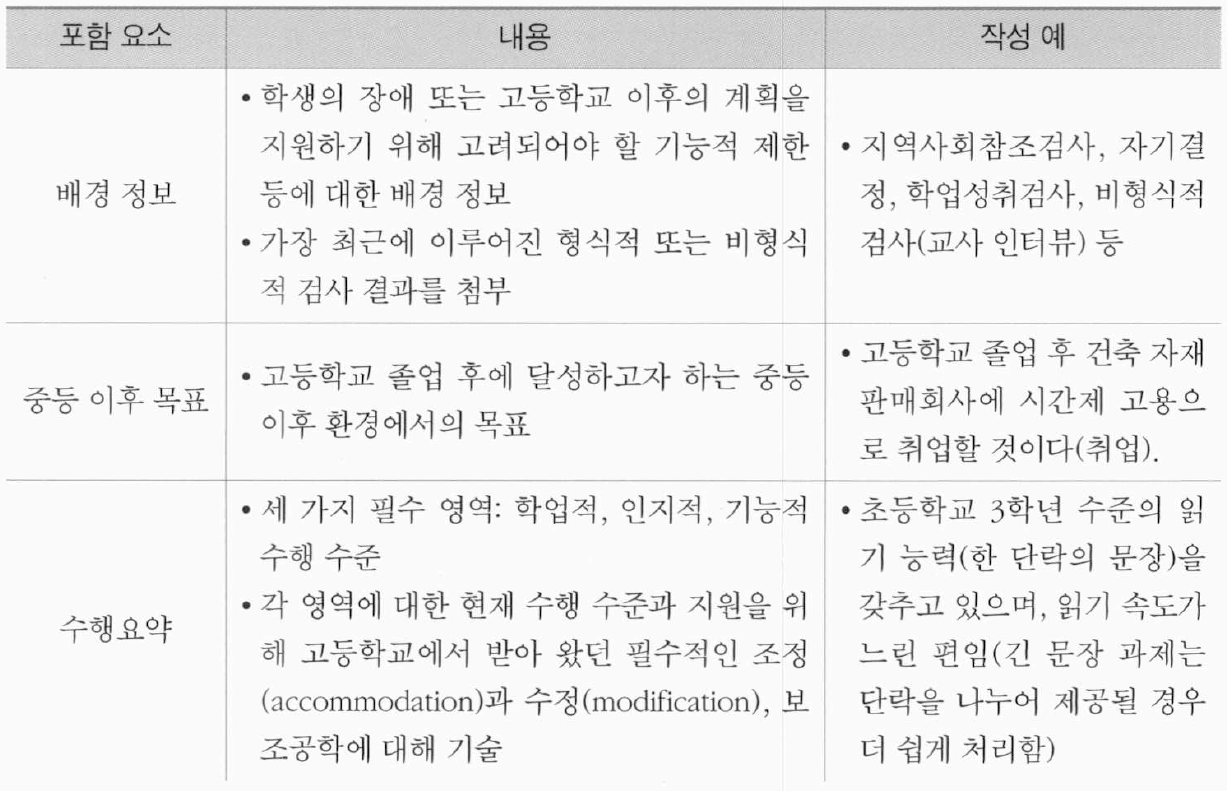 포함 요소 내용 작성 예
배경 정보
• 학생의 장애 또는 고등학교 이후의 계획을
지원하기 위해 고려되어야 할 기능적 제한
등에 대한 배경 정보
• 가장 최근에 이루어진 형식적 또는 비형식
적 검사 결과를 첨부
• 지역사회참조검사, 자기결
정, 학업성취검사, 비형식적
검사(교사 인터뷰) 등
중등 이후 목표
• 고등학교 졸업 후에 달성하고자 하는 중등
이후 환경에서의 목표
• 고등학교 졸업 후 건축 자재
판매회사에 시간제 고용으
로 취업할 것이다(취업).
수행요약
• 세 가지 필수 영역: 학업적, 인지적, 기능적
수행 수준
• 각 영역에 대한 현재 수행 수준과 지원을 위
해 고등학교에서 받아 왔던 필수적인 조정
(accommodation)과 수정(modification), 보
조공학에 대해 기술
• 초등학교 3학년 수준의 읽
기 능력(한 단락의 문장)을
갖추고 있으며, 읽기 속도가
느린 편임(긴 문장 과제는
단락을 나누어 제공될 경우
더 쉽게 처리함)